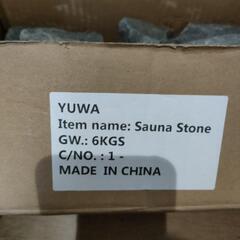 YUWA
Item name: Sauna Stone
GW.: 6KGS
C/NO. : 1 -
MADE IN CHINA